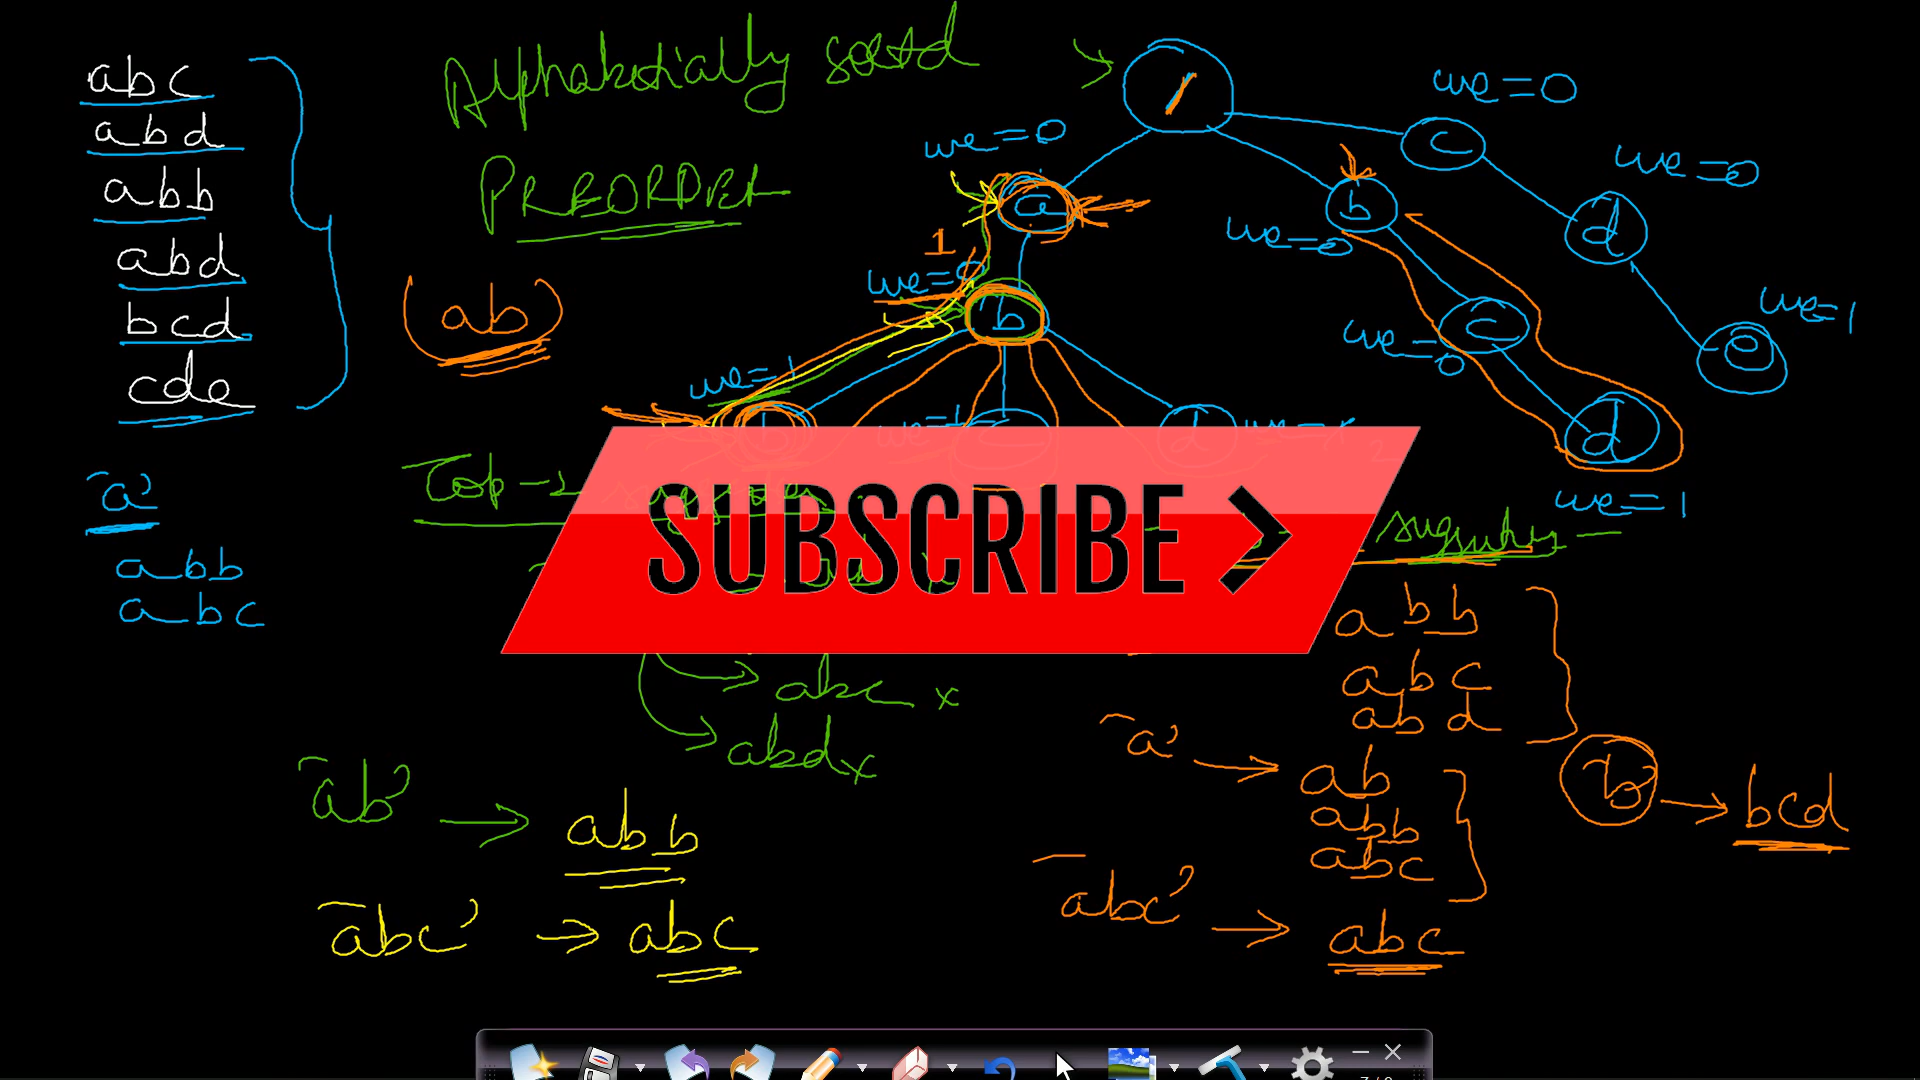 abc
abd
abb
abd
bcd
cde
Alphabetially sorted
PREORDER
(ab)
/
we=0
c
we=0
d
we=1
e
we=0
a
1
we=0
b
we=1
b
c
d
b
we=0
c
we=0
d
we=1
'a'
abb
abc
Top-2
SUBSCRIBE >
abc x
abd x
'ab' → abb
'abc' → abc
abb
abc
abd
'a' → ab
abb
abc
'b' → bcd
'abc' → abc